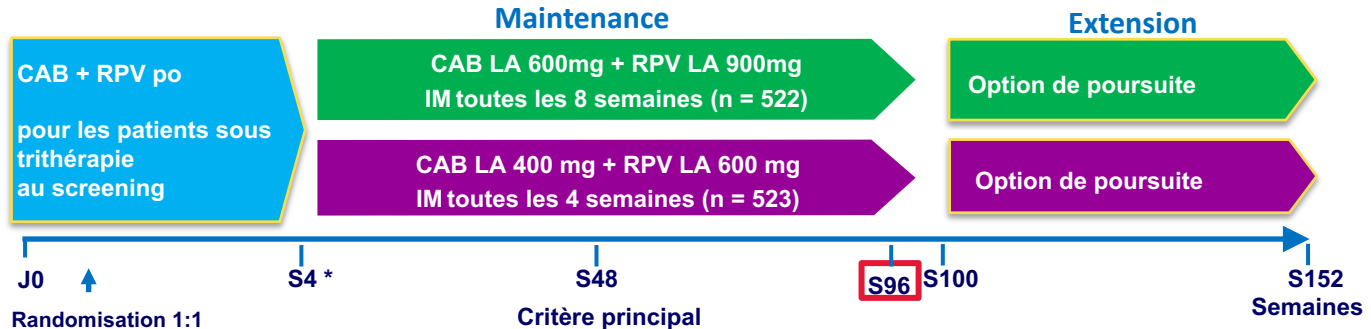 Maintenance
Extension
CAB + RPV po
pour les patients sous
trithérapie
au screening
CAB LA 600mg + RPV LA 900mg
IM toutes les 8 semaines (n = 522)
Option de poursuite
CAB LA 400 mg + RPV LA 600 mg
IM toutes les 4 semaines (n = 523)
Option de poursuite
J0
S4 *
S48
S96
S100
S152
Semaines
Randomisation 1:1
Critère principal